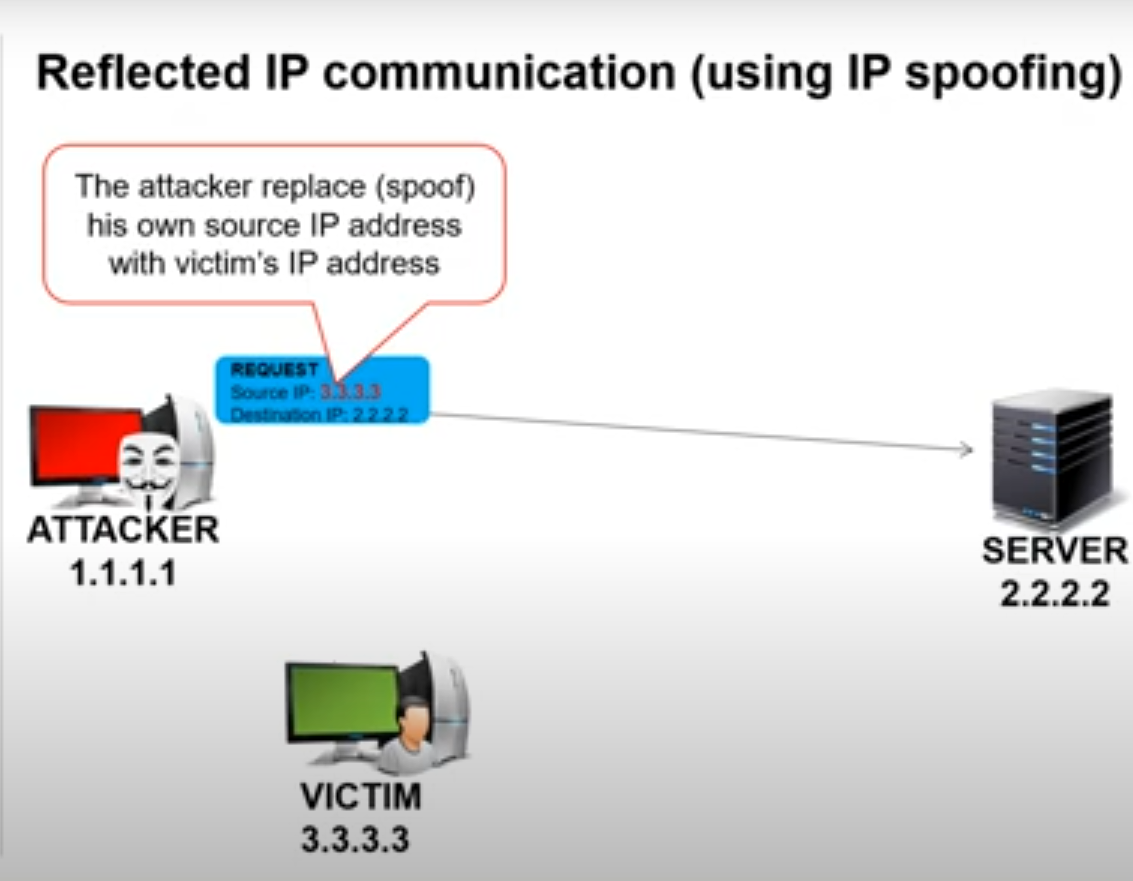 Reflected IP communication (using IP spoofing)
The attacker replace (spoof)
his own source IP address
with victim's IP address
REQUEST
Source IP: 3.3.3.3
Destination IP: 2.2.2.2
ATTACKER
1.1.1.1
SERVER
2.2.2.2
VICTIM
3.3.3.3